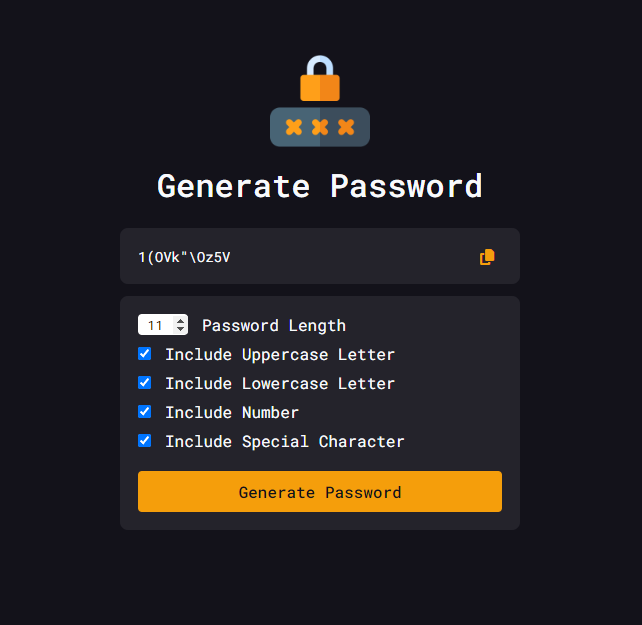 Generate Password
1(OVk"\Oz5V
11 Password Length
Include Uppercase Letter
Include Lowercase Letter
Include Number
Include Special Character
Generate Password